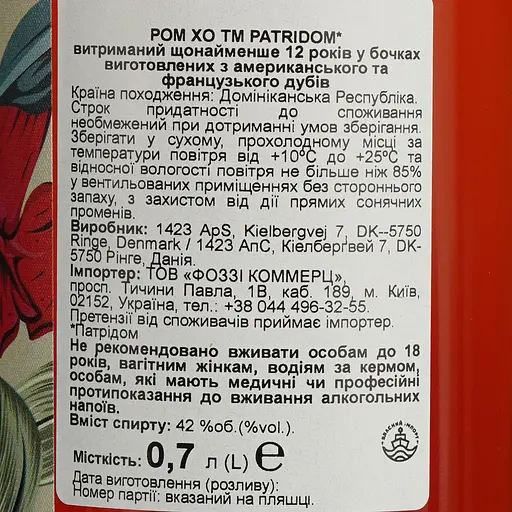 РОМ ХО ТМ PATRIDOM*
витриманий щонайменше 12 років у бочках
виготовлених з американського та
французького дубів
Країна походження: Домініканська Республіка.
Строк придатності до споживання
необмежений при дотриманні умов зберігання.
Зберігати у сухому, прохолодному місці за
температури повітря від +10ºС до +25ºС та
відносної вологості повітря не більше ніж 85%
у вентильованих приміщеннях без стороннього
запаху, з захистом від дії прямих сонячних
променів.
Виробник: 1423 ApS, Kielbergvej 7, DK--5750
Ringe, Denmark / 1423 АпС, Кіелберґвей 7, DK-
5750 Рінге, Данія.
Імпортер: ТОВ «ФОЗЗІ КОММЕРЦ»,
просп. Тичини Павла, 1В, каб. 189, м. Київ,
02152, Україна, тел.: +38 044 496-32-55.
Претензії від споживачів приймає імпортер.
*Патрідом
Не рекомендовано вживати особам до 18
років, вагітним жінкам, водіям за кермом,
особам, які мають медичні чи професійні
протипоказання до вживання алкогольних
напоїв.
Вміст спирту: 42 %об.(%vol.).
Місткість: 0,7 л (L) e
Дата виготовлення (розливу):
Номер партії: вказаний на пляшці.
ВЛАСНИЙ ІМПОРТ